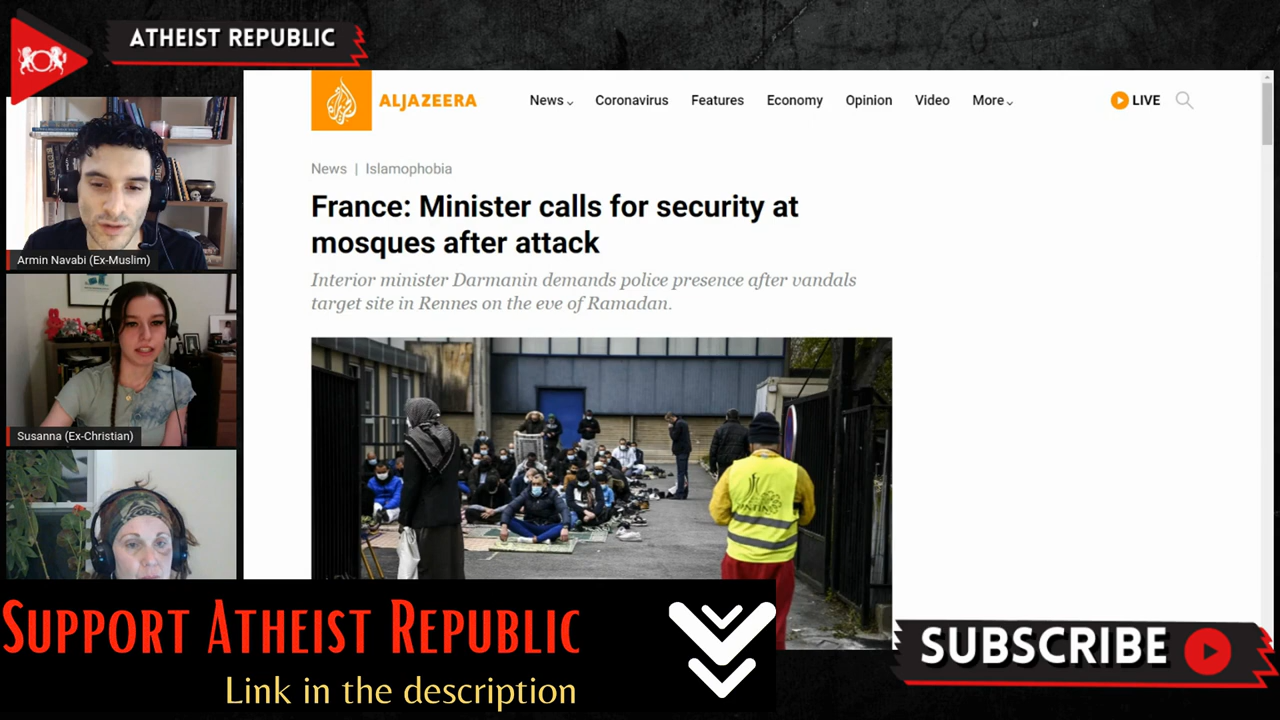 ATHEIST REPUBLIC
ALJAZEERA
News
Coronavirus
Features
Economy
Opinion
Video
More
LIVE
News | Islamophobia
France: Minister calls for security at
mosques after attack
Interior minister Darmanin demands police presence after vandals
target site in Rennes on the eve of Ramadan.
Armin Navabi (Ex-Muslim)
Susanna (Ex-Christian)
SUPPORT ATHEIST REPUBLIC
Link in the description
SUBSCRIBE